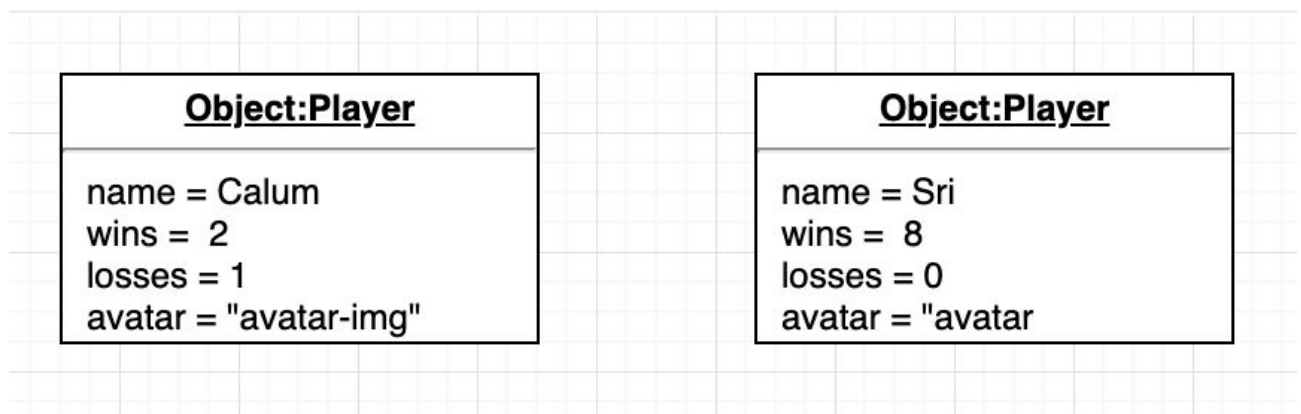 Object:Player
name = Calum
wins =  2
losses = 1
avatar = "avatar-img"
Object:Player
name = Sri
wins =  8
losses = 0
avatar = "avatar